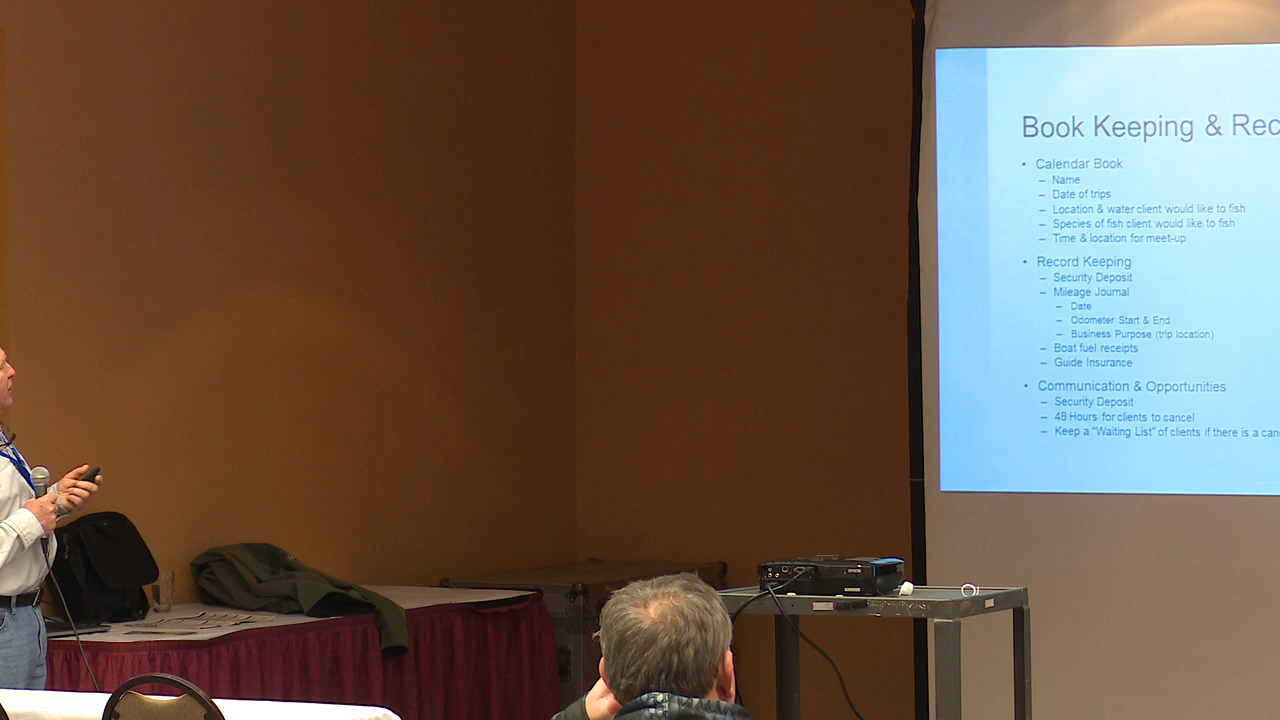 Book Keeping & Rec
• Calendar Book
– Name
– Date of trips
– Location & water client would like to fish
– Species of fish client would like to fish
– Time & location for meet-up
• Record Keeping
– Security Deposit
– Mileage Journal
– Date
– Odometer Start & End
– Business Purpose (trip location)
– Boat fuel receipts
– Guide Insurance
• Communication & Opportunities
– Security Deposit
– 48 Hours for clients to cancel
– Keep a "Waiting List" of clients if there is a can
EPSON